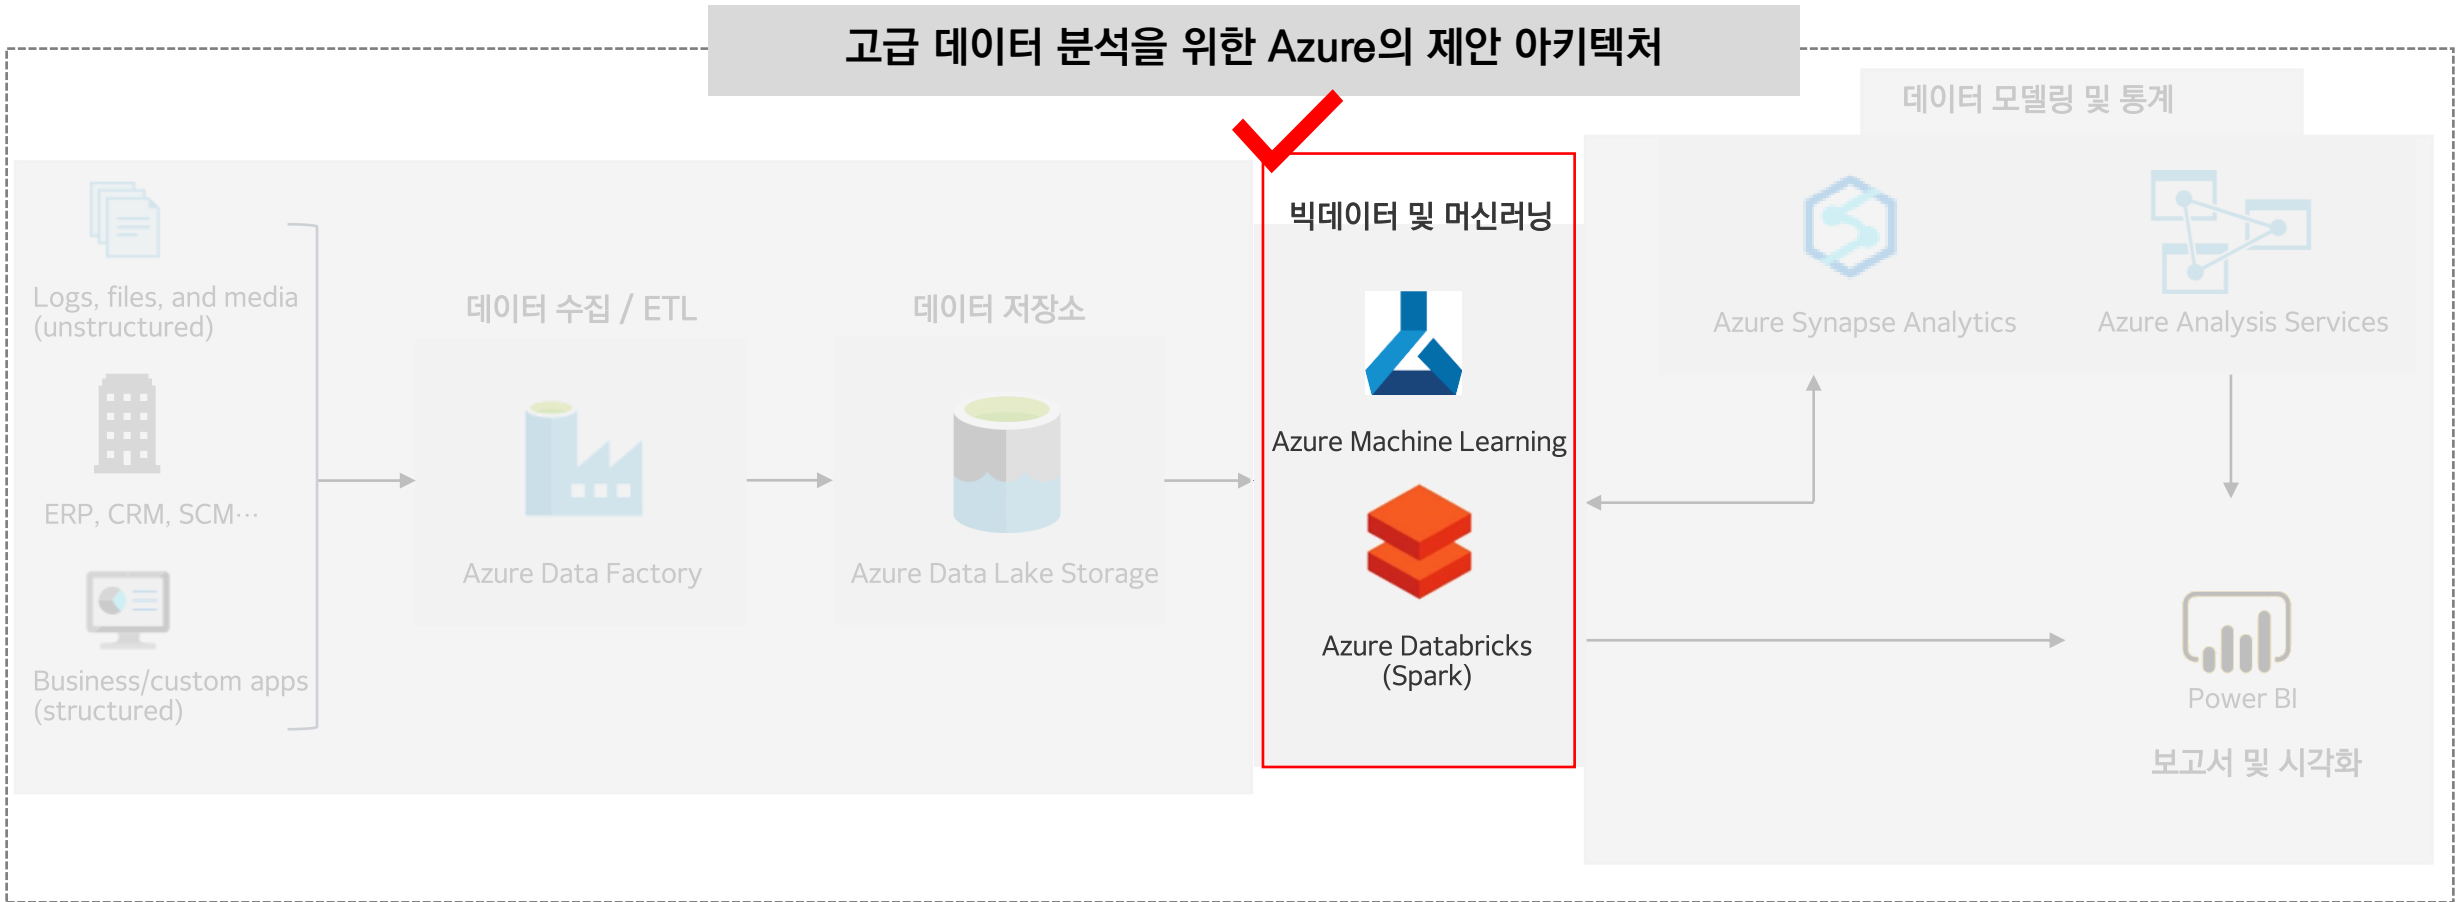 고급 데이터 분석을 위한 Azure의 제안 아키텍처
Logs, files, and media
(unstructured)
ERP, CRM, SCM…
Business/custom apps
(structured)
데이터 수집 / ETL
Azure Data Factory
데이터 저장소
Azure Data Lake Storage
빅데이터 및 머신러닝
Azure Machine Learning
Azure Databricks
(Spark)
데이터 모델링 및 통계
Azure Synapse Analytics
Azure Analysis Services
Power BI
보고서 및 시각화